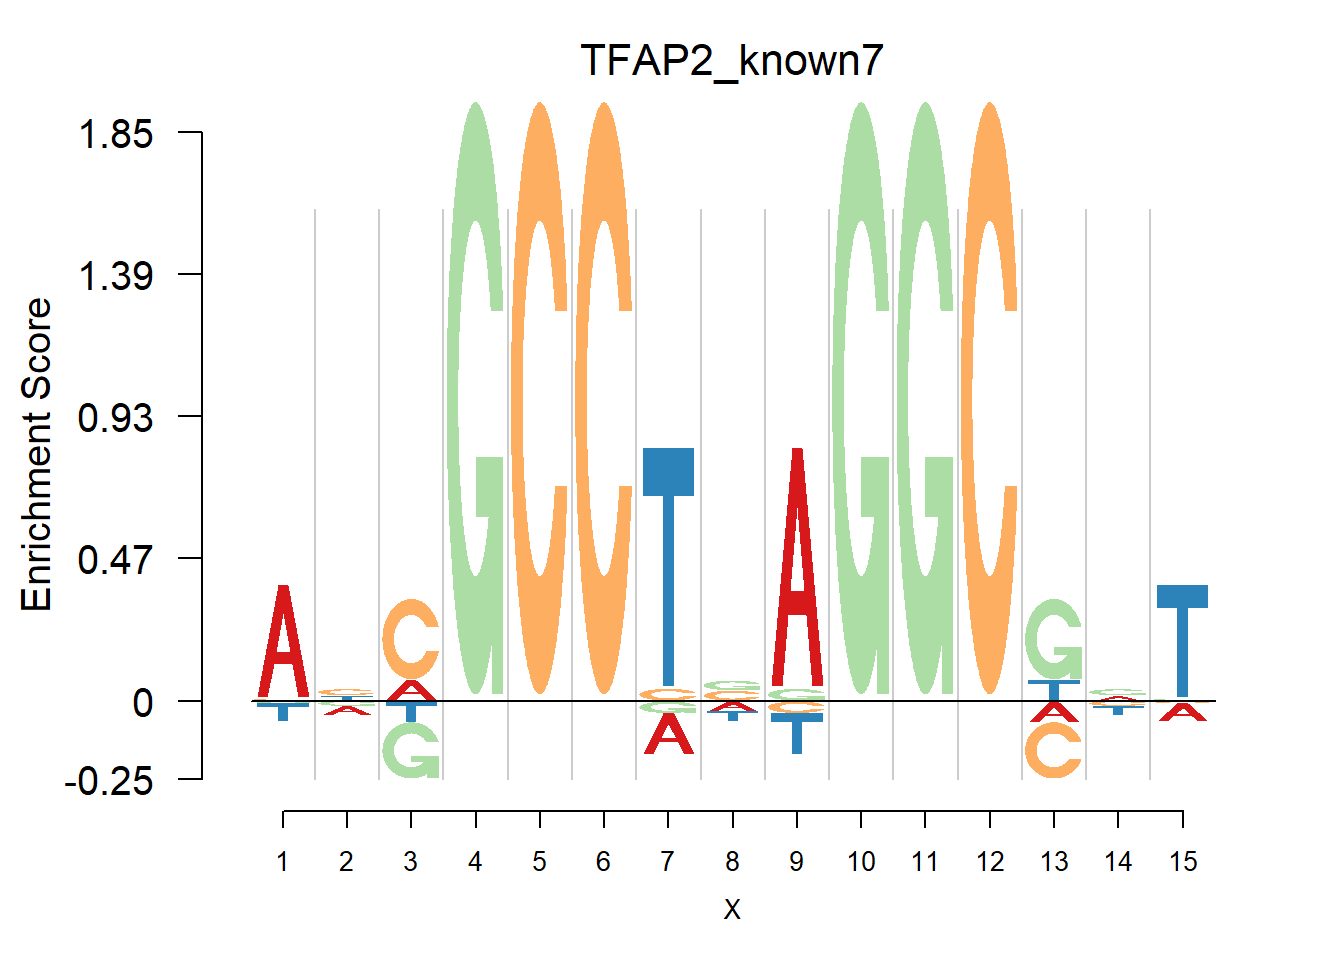 TFAP2_known7
1.85
1.39
0.93
0.47
0
-0.25
Enrichment Score
A C G C C T A G G C G T
T A A G C A T
T G A T C
1 2 3 4 5 6 7 8 9 10 11 12 13 14 15
X